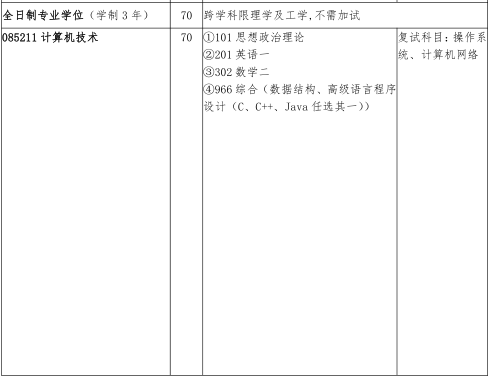 全日制专业学位（学制 3 年） 70 跨学科限理学及工学,不需加试
085211 计算机技术 70 ①101 思想政治理论 复试科目：操作系
②201 英语一 统、计算机网络
③302 数学二
④966 综合（数据结构、高级语言程序
设计（C、C++、Java 任选其一））